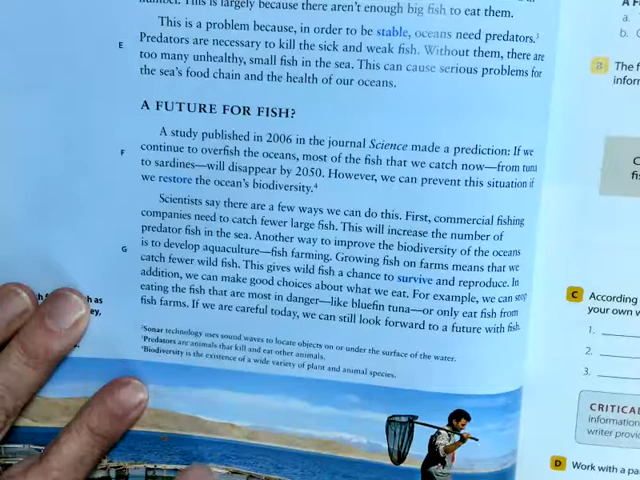 number. This is largely because there aren't enough big fish to eat them.
This is a problem because, in order to be stable, oceans need predators.³
E
Predators are necessary to kill the sick and weak fish. Without them, there are
too many unhealthy, small fish in the sea. This can cause serious problems for
the sea's food chain and the health of our oceans.
A FUTURE FOR FISH?
A study published in 2006 in the journal Science made a prediction: If we
F
continue to overfish the oceans, most of the fish that we catch now—from tuna
to sardines—will disappear by 2050. However, we can prevent this situation if
we restore the ocean's biodiversity.⁴
Scientists say there are a few ways we can do this. First, commercial fishing
companies need to catch fewer large fish. This will increase the number of
predator fish in the sea. Another way to improve the biodiversity of the oceans
G
is to develop aquaculture—fish farming. Growing fish on farms means that we
catch fewer wild fish. This gives wild fish a chance to survive and reproduce. In
addition, we can make good choices about what we eat. For example, we can stop
eating the fish that are most in danger—like bluefin tuna—or only eat fish from
fish farms. If we are careful today, we can still look forward to a future with fish.
Sonar technology uses sound waves to locate objects on or under the surface of the water.
Predators are animals that kill and eat other animals.
Biodiversity is the existence of a wide variety of plant and animal species.
h as
ey,
a.
b.
B
The f
inform
C
fis
C
According
your own w
1.
2.
3.
CRITICAL
information
writer provid
D
Work with a pa